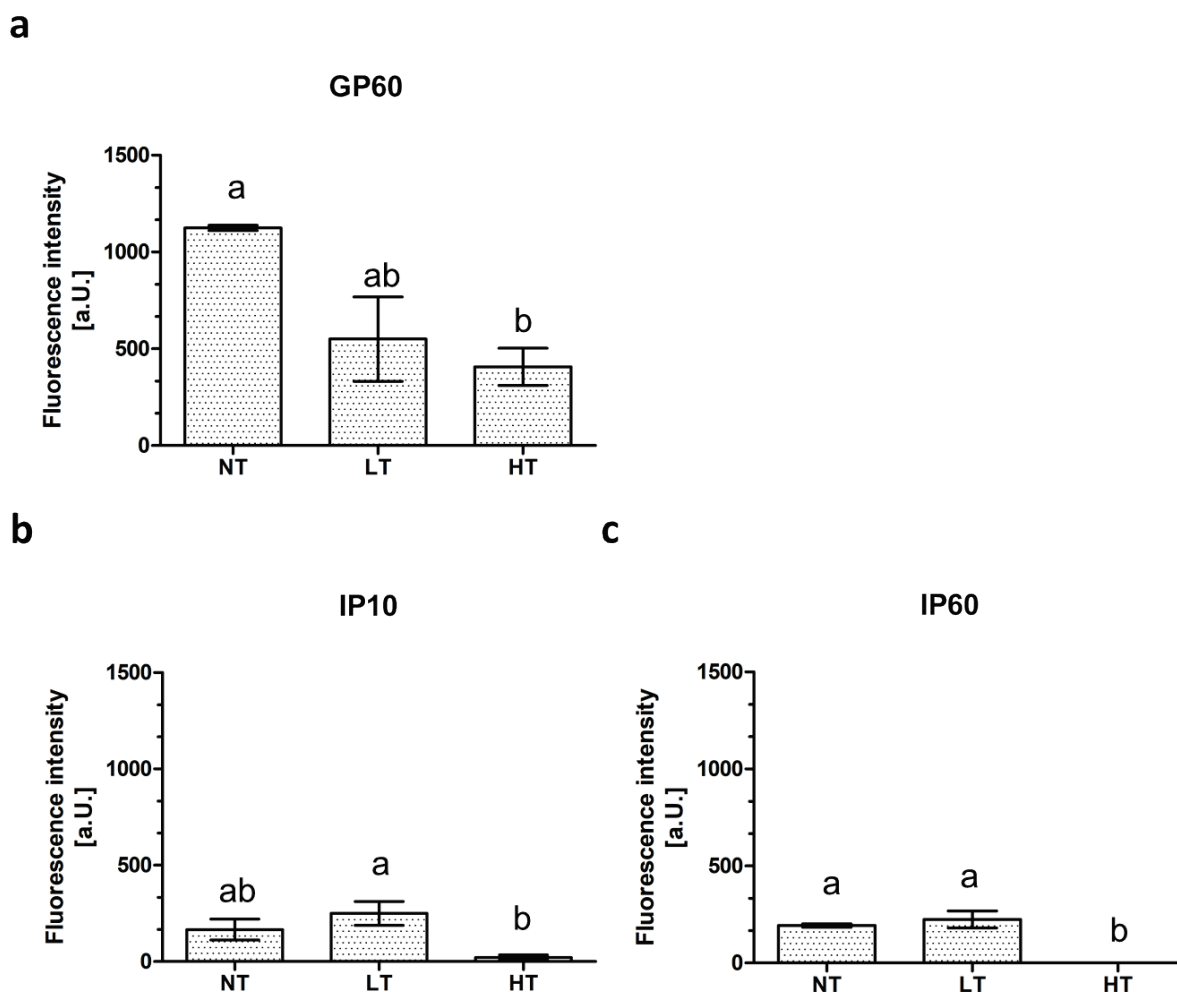 a
GP60
Fluorescence intensity
[a.U.]
1500
1000
500
0
a
ab
b
NT LT HT
b
IP10
Fluorescence intensity
[a.U.]
1500
1000
500
0
ab
a
b
NT LT HT
c
IP60
Fluorescence intensity
[a.U.]
1500
1000
500
0
a
a
b
NT LT HT